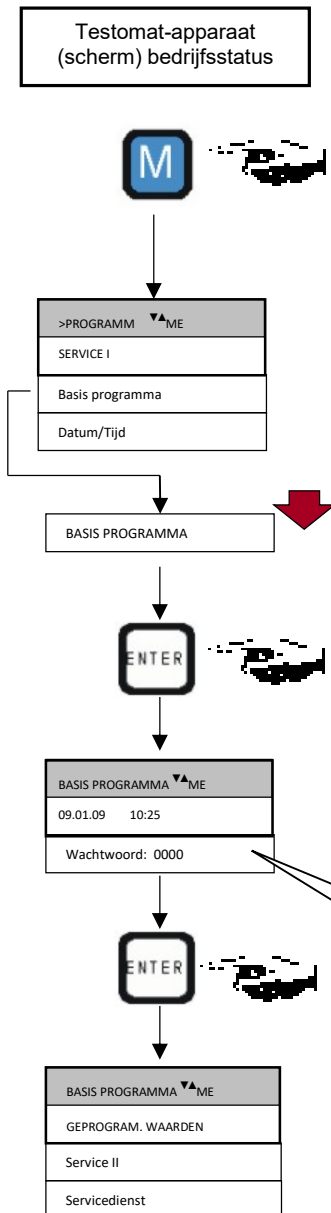 Testomat-apparaat
(scherm) bedrijfsstatus
M
>PROGRAMM ▼▲ME
SERVICE I
Basis programma
Datum/Tijd
BASIS PROGRAMMA
ENTER
BASIS PROGRAMMA ▼▲ME
09.01.09 10:25
Wachtwoord: 0000
ENTER
BASIS PROGRAMMA ▼▲ME
GEPROGRAM. WAARDEN
Service II
Servicedienst